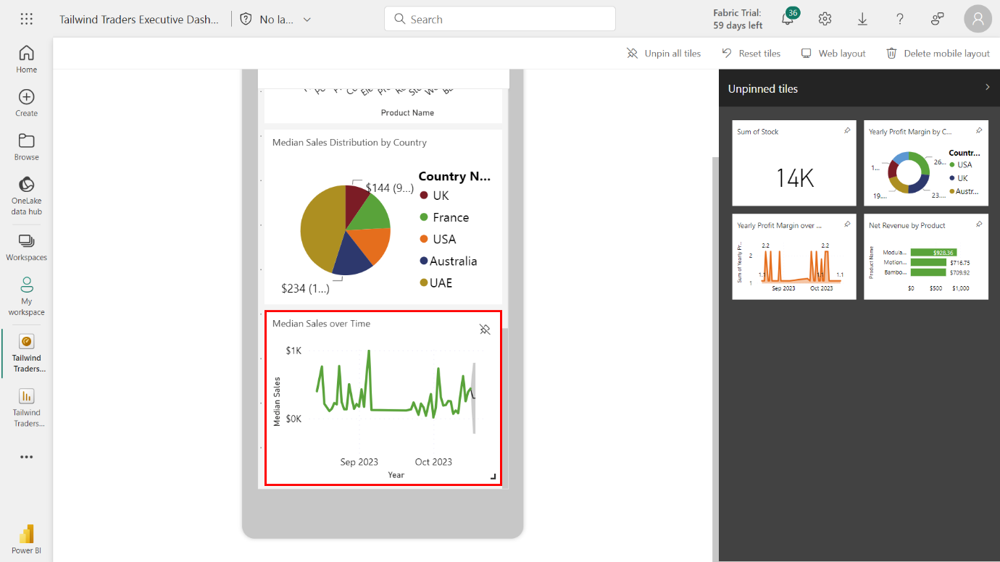 Tailwind Traders Executive Dash...
No la...
Search
Fabric Trial:
59 days left
36
Unpin all tiles
Reset tiles
Web layout
Delete mobile layout
Home
Create
Browse
OneLake
data hub
Workspaces
My
workspace
Tailwind
Traders...
Tailwind
Traders...
Power BI
Product Name
Median Sales Distribution by Country
Country N...
$144 (9...)
UK
France
USA
Australia
UAE
$234 (1...)
Median Sales over Time
$1K
$0K
Median Sales
Sep 2023
Oct 2023
Year
Unpinned tiles
Sum of Stock
14K
Yearly Profit Margin by C...
Countr...
USA
UK
Austr...
26...
1...
19....
23....
Yearly Profit Margin over ...
Sum of Yearly Pr...
2.2
2.2
2
1.1
1.1
1.1
1
Sep 2023
Oct 2023
Net Revenue by Product
Product Name
Modula...
$928.36
Motion...
$716.75
Bambo...
$709.92
$0
$500
$1,000